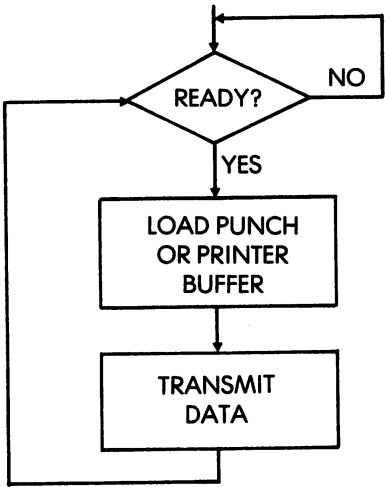 READY?
NO
YES
LOAD PUNCH
OR PRINTER
BUFFER
TRANSMIT
DATA